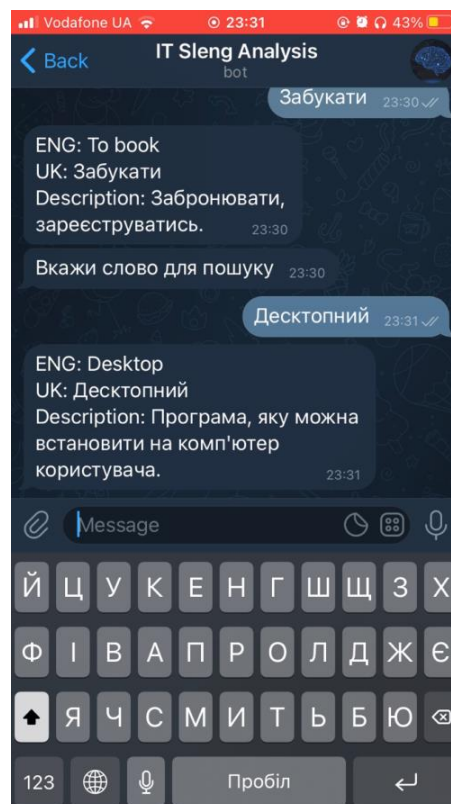 Vodafone UA 23:31 43%
Back
IT Sleng Analysis
bot
Забукати 23:30
ENG: To book
UK: Забукати
Description: Забронювати,
зареєструватись. 23:30
Вкажи слово для пошуку 23:30
Десктопний 23:31
ENG: Desktop
UK: Десктопний
Description: Програма, яку можна
встановити на комп'ютер
користувача. 23:31
Message
Й Ц У К Е Н Г Ш Щ З Х
Ф І В А П Р О Л Д Ж Є
Я Ч С М И Т Ь Б Ю
123 Пробіл